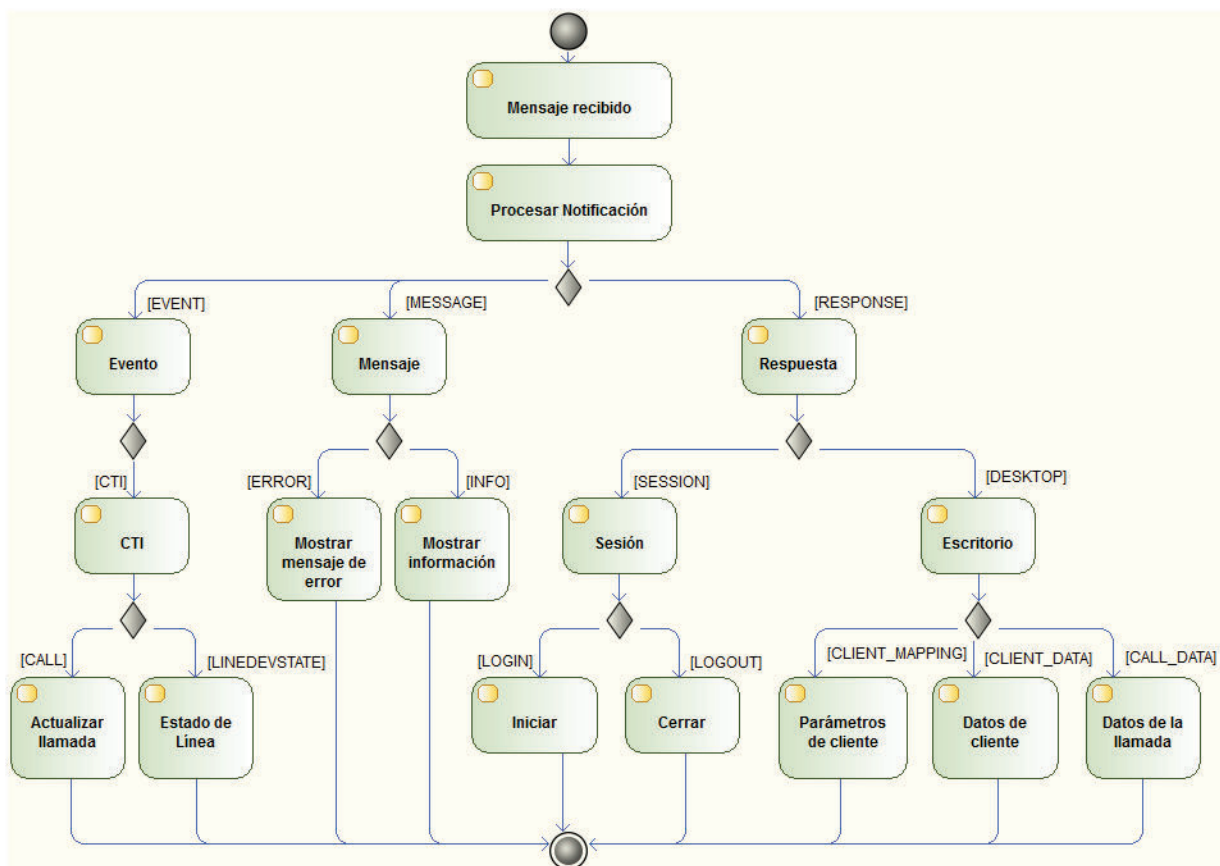 Mensaje recibido
Procesar Notificación
[EVENT]
[MESSAGE]
[RESPONSE]
Evento
Mensaje
Respuesta
[CTI]
[ERROR]
[INFO]
[SESSION]
[DESKTOP]
CTI
Mostrar
mensaje de
error
Mostrar
información
Sesión
Escritorio
[CALL]
[LINEDEVSTATE]
[LOGIN]
[LOGOUT]
[CLIENT_MAPPING]
[CLIENT_DATA]
[CALL_DATA]
Actualizar
llamada
Estado de
Línea
Iniciar
Cerrar
Parámetros
de cliente
Datos de
cliente
Datos de la
llamada